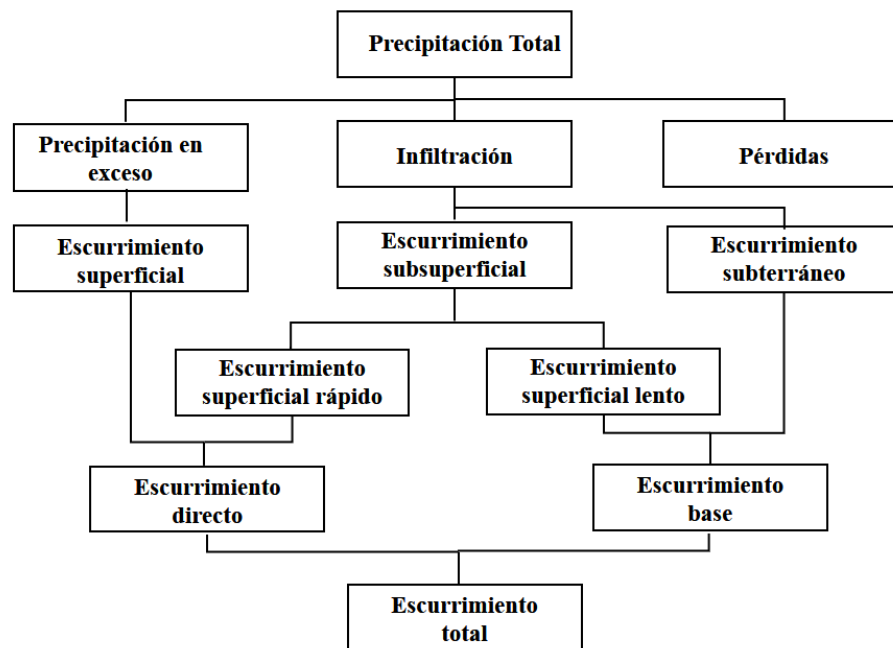 Precipitación Total
Precipitación en
exceso
Infiltración
Pérdidas
Escurrimiento
superficial
Escurrimiento
subsuperficial
Escurrimiento
subterráneo
Escurrimiento
superficial rápido
Escurrimiento
superficial lento
Escurrimiento
directo
Escurrimiento
base
Escurrimiento
total